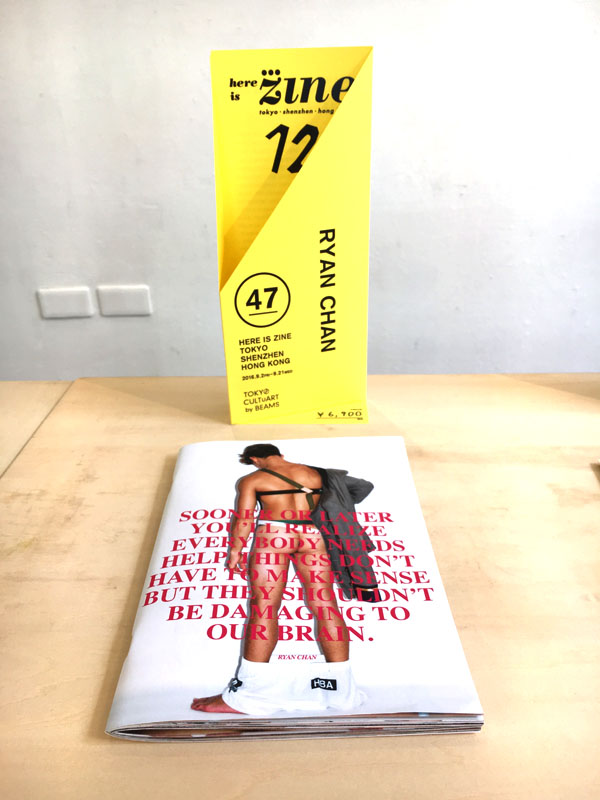 here is zine
tokyo · shenzhen · hong
12
RYAN CHAN
47
HERE IS ZINE
TOKYO
SHENZHEN
HONG KONG
TOKYO
CULTuART
by BEAMS
¥6,900
SOONER OR LATER
YOU'LL REALIZE
EVERYBODY NEEDS
HELP. THINGS DON'T
HAVE TO MAKE SENSE
BUT THEY SHOULDN'T
BE DAMAGING TO
OUR BRAIN.
RYAN CHAN
HBA